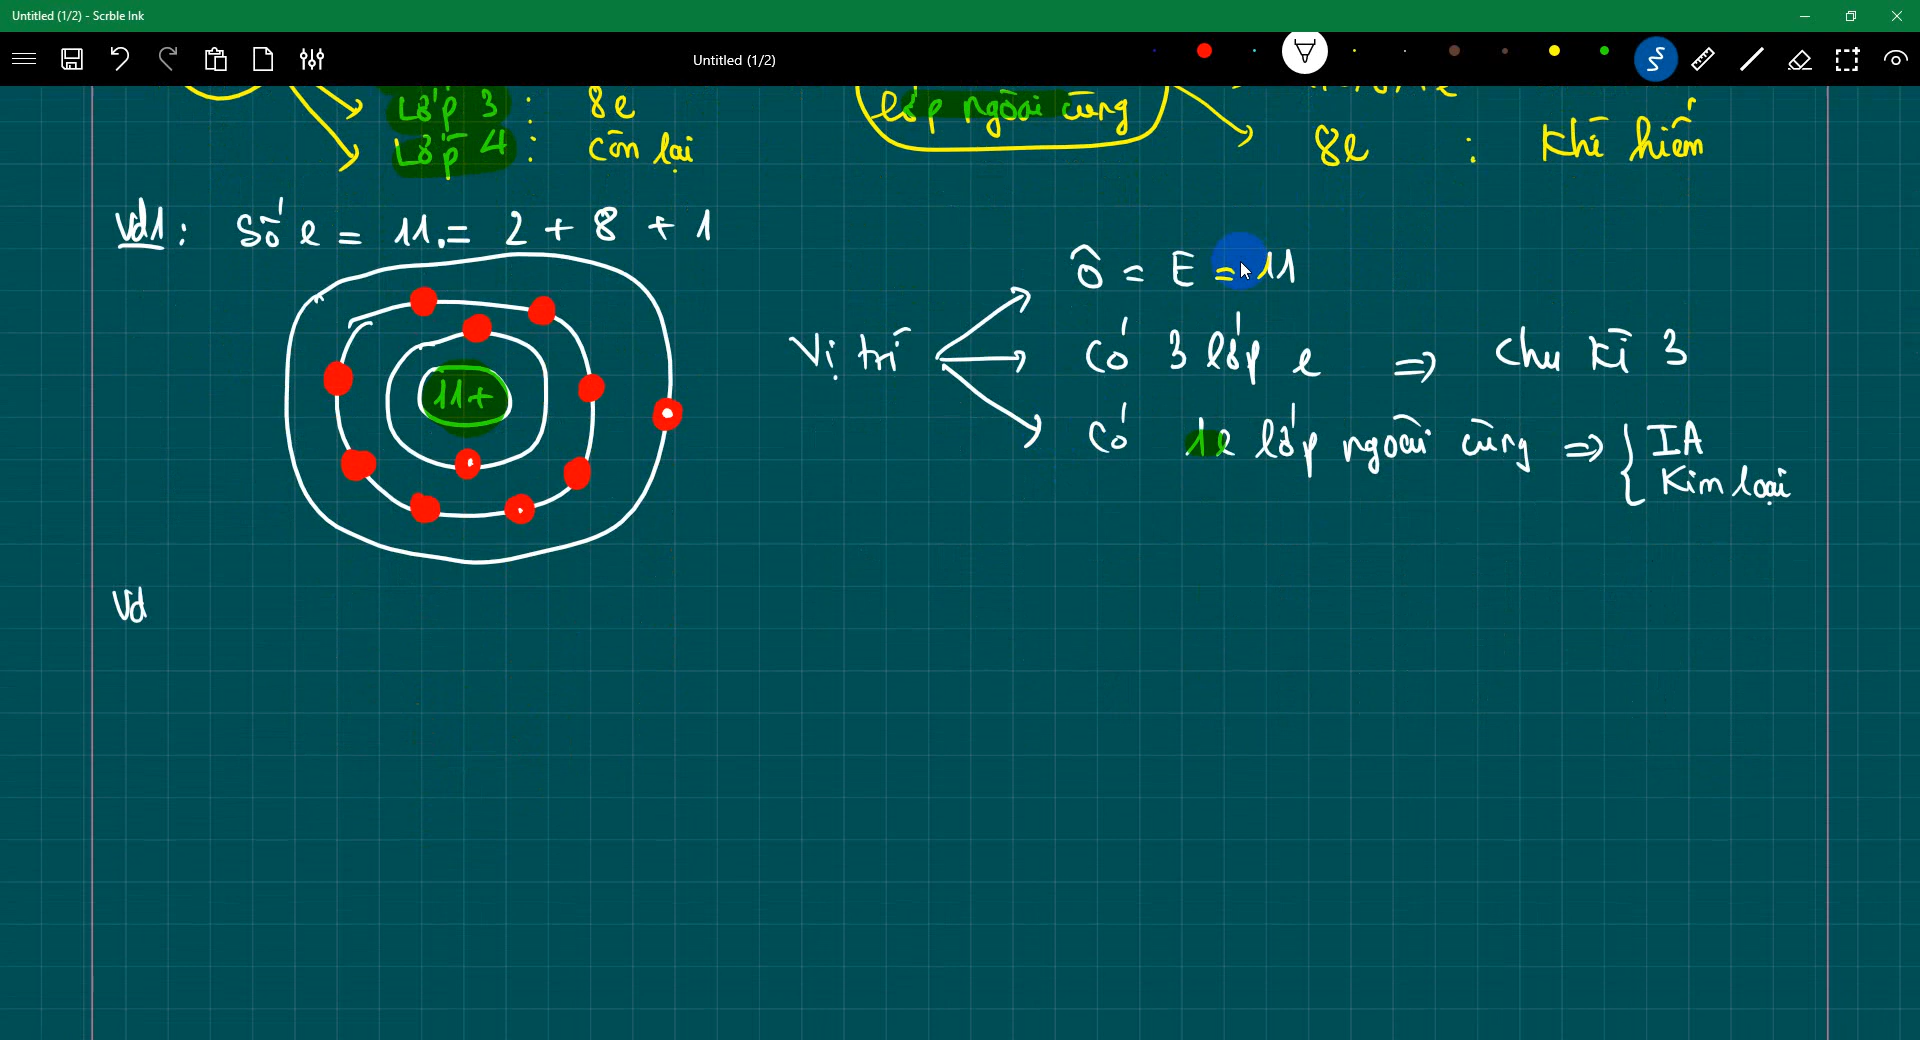 Untitled (1/2) - Scrble Ink
Untitled (1/2)
Lớp 3 : 8e
Lớp 4 : còn lại
lớp ngoài cùng
8e : Khí hiếm
Vd1: Số e = 11 = 2 + 8 + 1
11+
Vị trí
Ô = E = 11
Có 3 lớp e ⇒ Chu kì 3
Có 1e lớp ngoài cùng ⇒ { IA
Kim loại
Vd